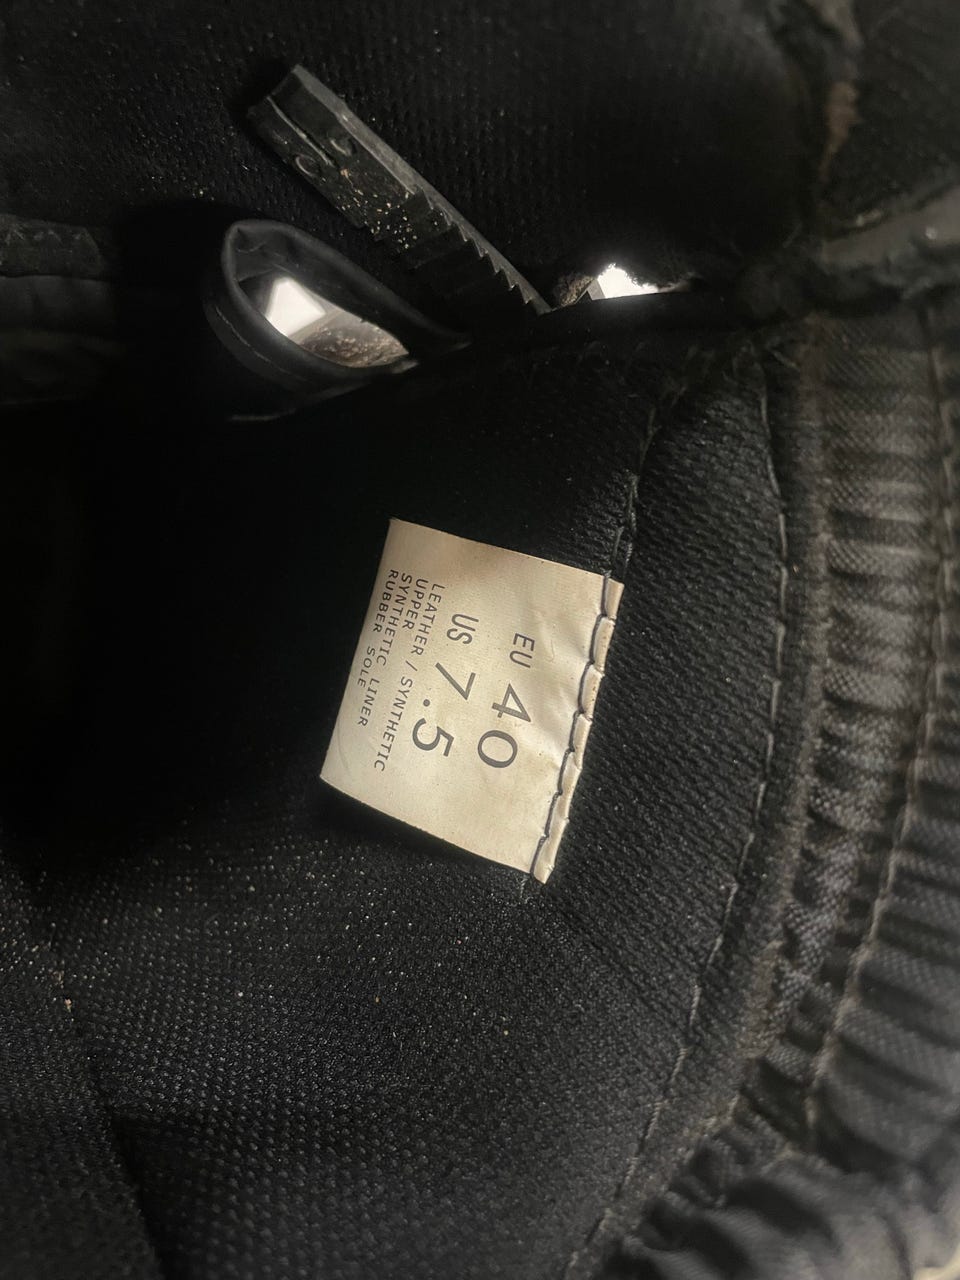 EU 40
US 7.5
LEATHER / SYNTHETIC
UPPER
SYNTHETIC LINER
RUBBER SOLE